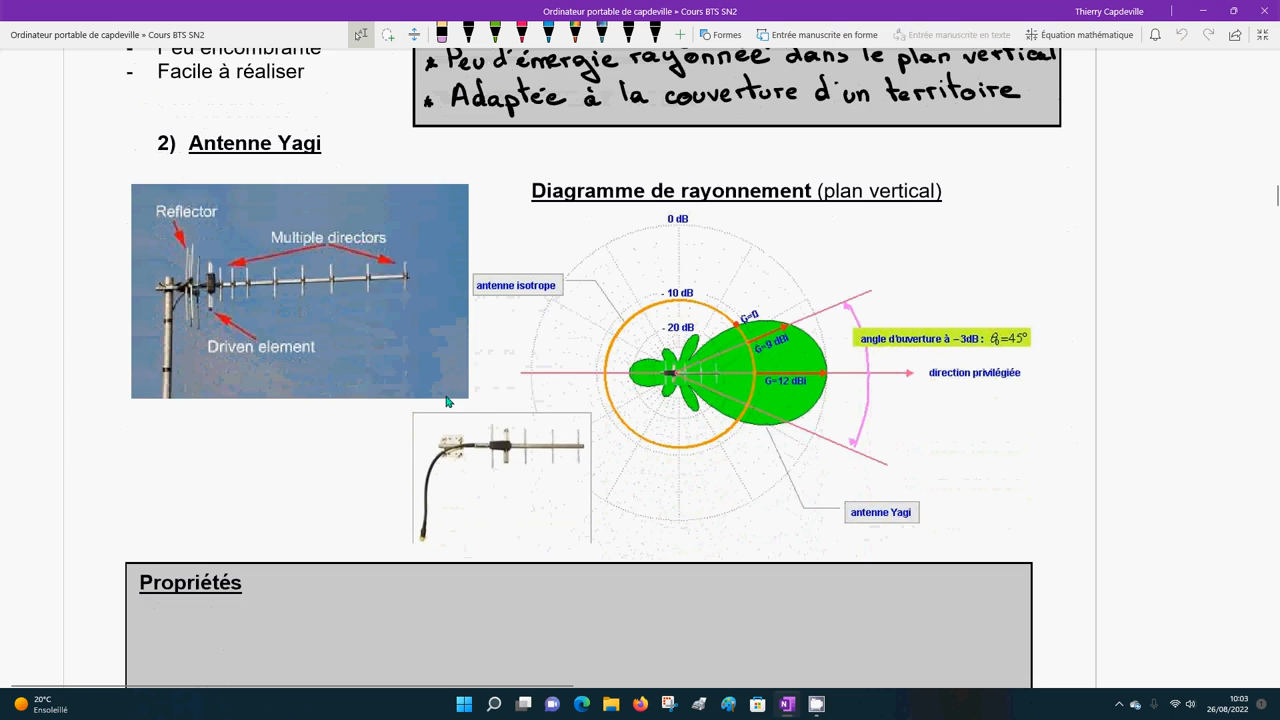 Ordinateur portable de capdeville » Cours BTS SN2
Thierry Capdeville
Ordinateur portable de capdeville » Cours BTS SN2
Formes
Entrée manuscrite en forme
Entrée manuscrite en texte
Équation mathématique
- Peu encombrante
- Facile à réaliser
* Peu d'énergie rayonnée dans le plan vertical
* Adaptée à la couverture d'un territoire
2) Antenne Yagi
Reflector
Multiple directors
Driven element
Diagramme de rayonnement (plan vertical)
0 dB
antenne isotrope
- 10 dB
G=0
- 20 dB
G=9 dBi
angle d'ouverture à –3dB : θ₀=45°
G=12 dBi
direction privilégiée
antenne Yagi
Propriétés
20°C
Ensoleillé
10:03
26/08/2022